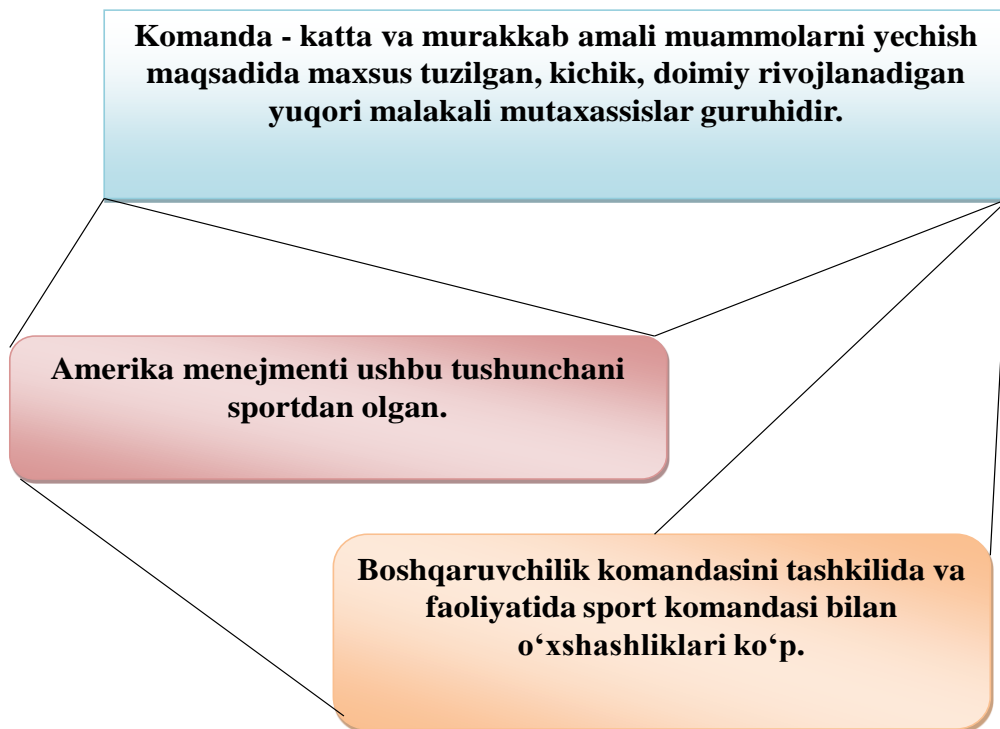 Komanda - katta va murakkab amali muammolarni yechish
maqsadida maxsus tuzilgan, kichik, doimiy rivojlanadigan
yuqori malakali mutaxassislar guruhidir.
Amerika menejmenti ushbu tushunchani
sportdan olgan.
Boshqaruvchilik komandasini tashkilida va
faoliyatida sport komandasi bilan
o‘xshashliklari ko‘p.